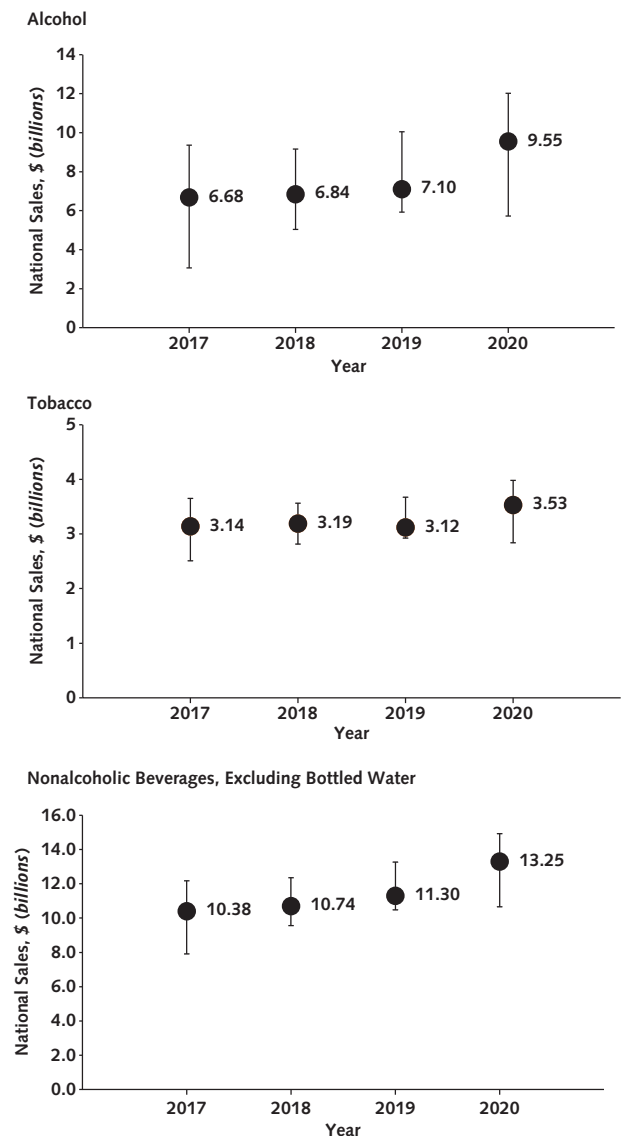 Alcohol
National Sales, $ (billions)
14
12
10
8
6
4
2
0
6.68
6.84
7.10
9.55
2017 2018 2019 2020
Year
Tobacco
National Sales, $ (billions)
5
4
3
2
1
0
3.14
3.19
3.12
3.53
2017 2018 2019 2020
Year
Nonalcoholic Beverages, Excluding Bottled Water
National Sales, $ (billions)
16.0
14.0
12.0
10.0
8.0
6.0
4.0
2.0
0.0
10.38
10.74
11.30
13.25
2017 2018 2019 2020
Year